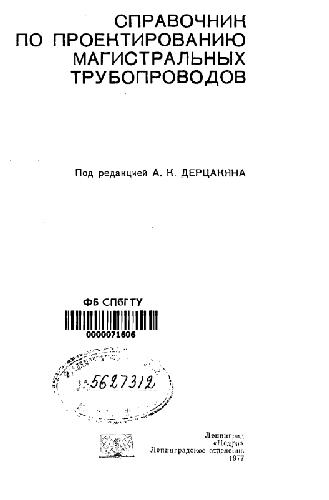 СПРАВОЧНИК
ПО ПРОЕКТИРОВАНИЮ
МАГИСТРАЛЬНЫХ
ТРУБОПРОВОДОВ
Под редакцией А. К. ДЕРЦАКЯНА
ФБ СПбГТУ
0000071606
5627312
Ленинград
«Недра»
Ленинградское отделение
1977